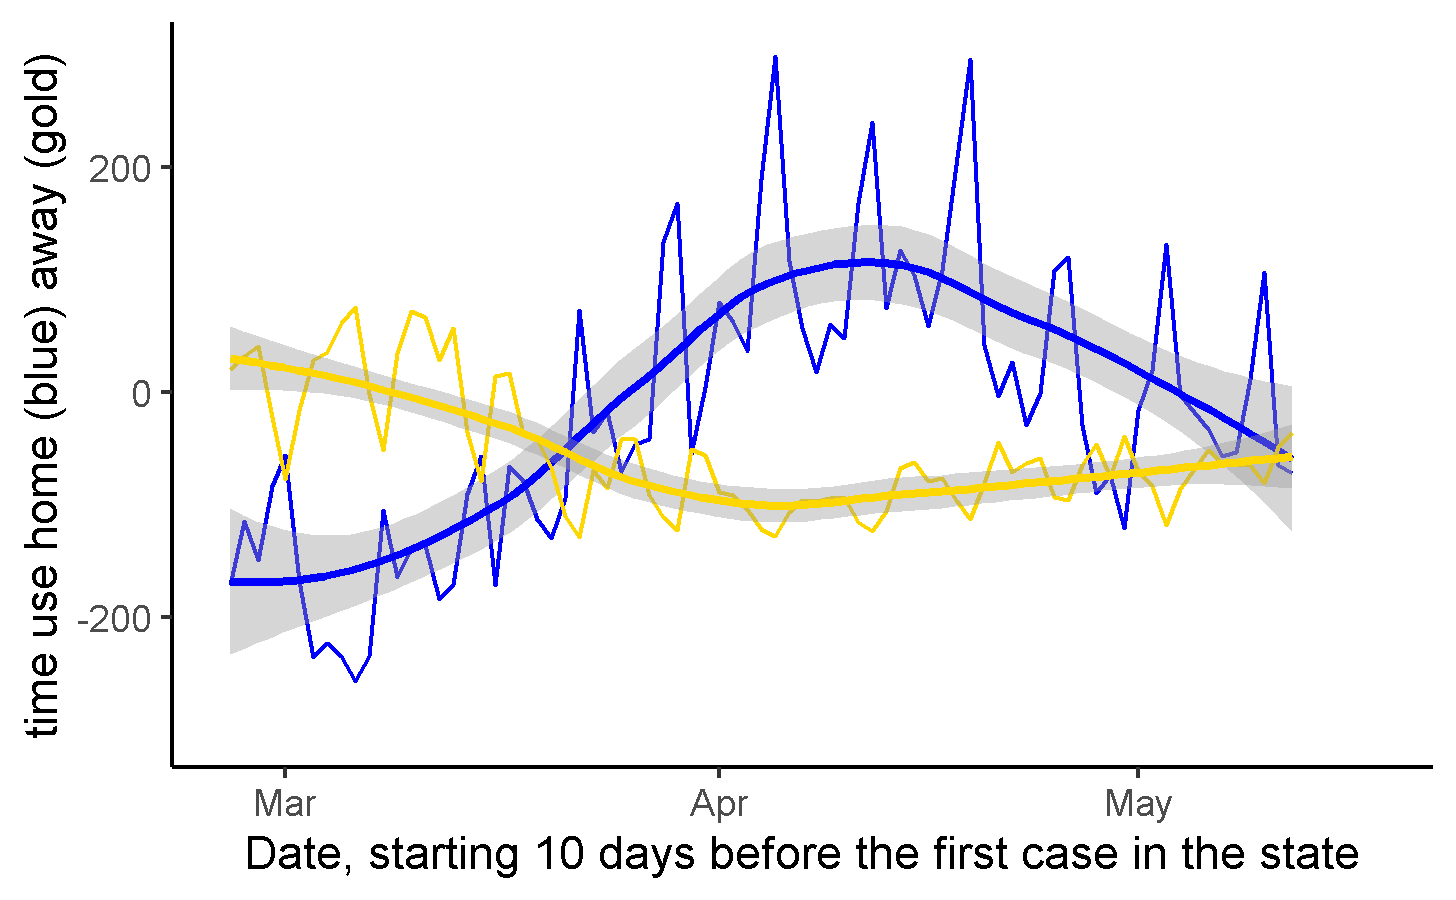 time use home (blue) away (gold)
200
0
-200
Mar
Apr
May
Date, starting 10 days before the first case in the state